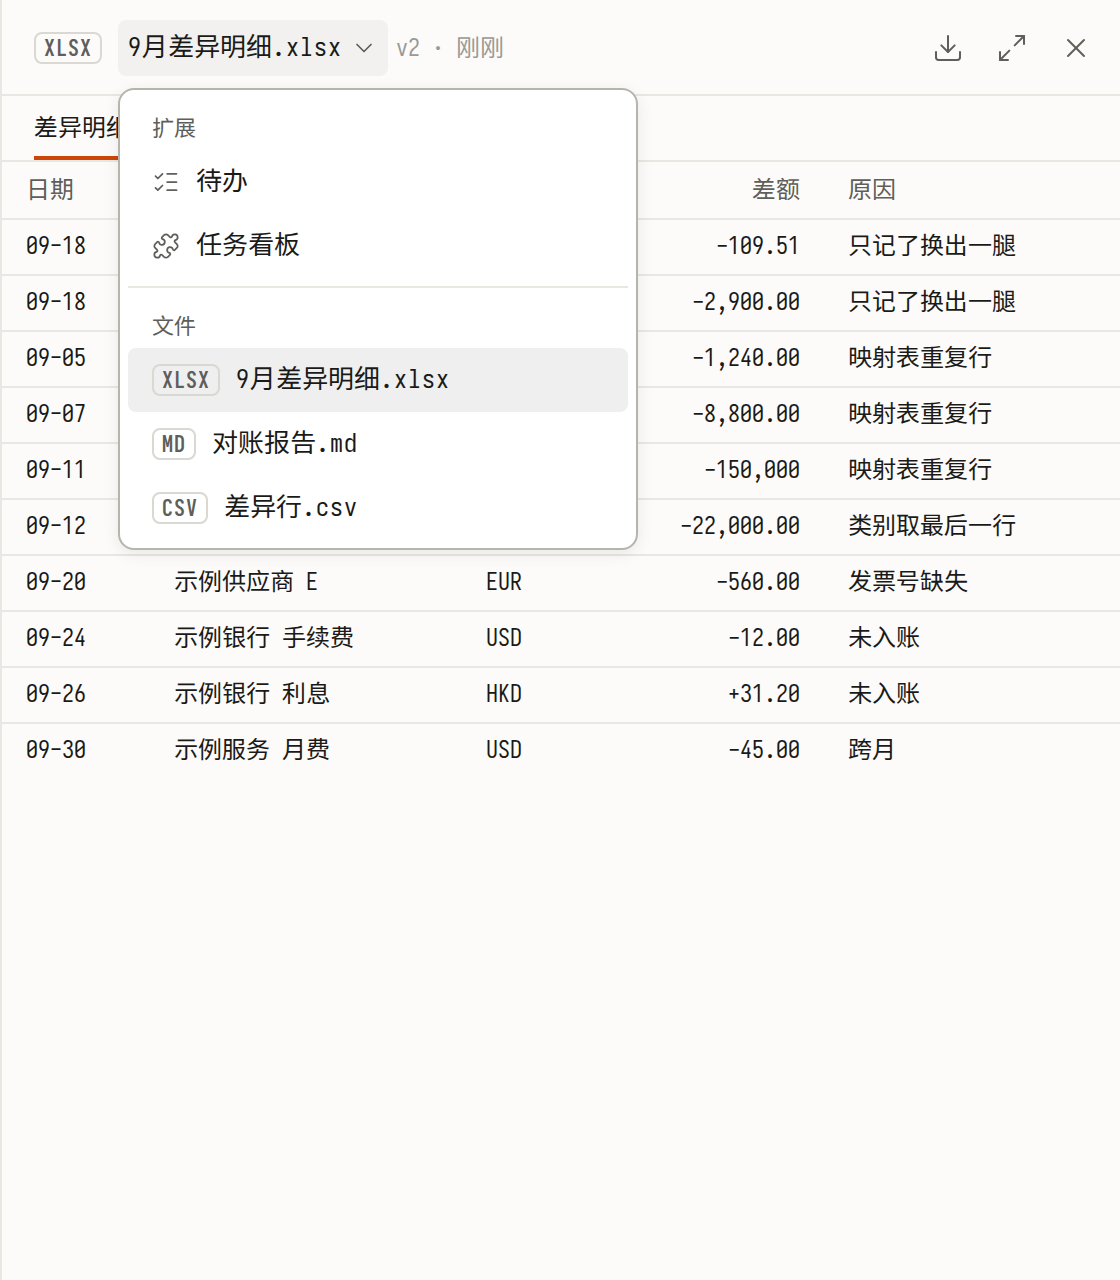 XLSX 9月差异明细.xlsx v2 · 刚刚
差异明细
扩展
待办
任务看板
文件
XLSX 9月差异明细.xlsx
MD 对账报告.md
CSV 差异行.csv
日期 差额 原因
09-18 -109.51 只记了换出一腿
09-18 -2,900.00 只记了换出一腿
09-05 -1,240.00 映射表重复行
09-07 -8,800.00 映射表重复行
09-11 -150,000 映射表重复行
09-12 -22,000.00 类别取最后一行
09-20 示例供应商 E EUR -560.00 发票号缺失
09-24 示例银行 手续费 USD -12.00 未入账
09-26 示例银行 利息 HKD +31.20 未入账
09-30 示例服务 月费 USD -45.00 跨月